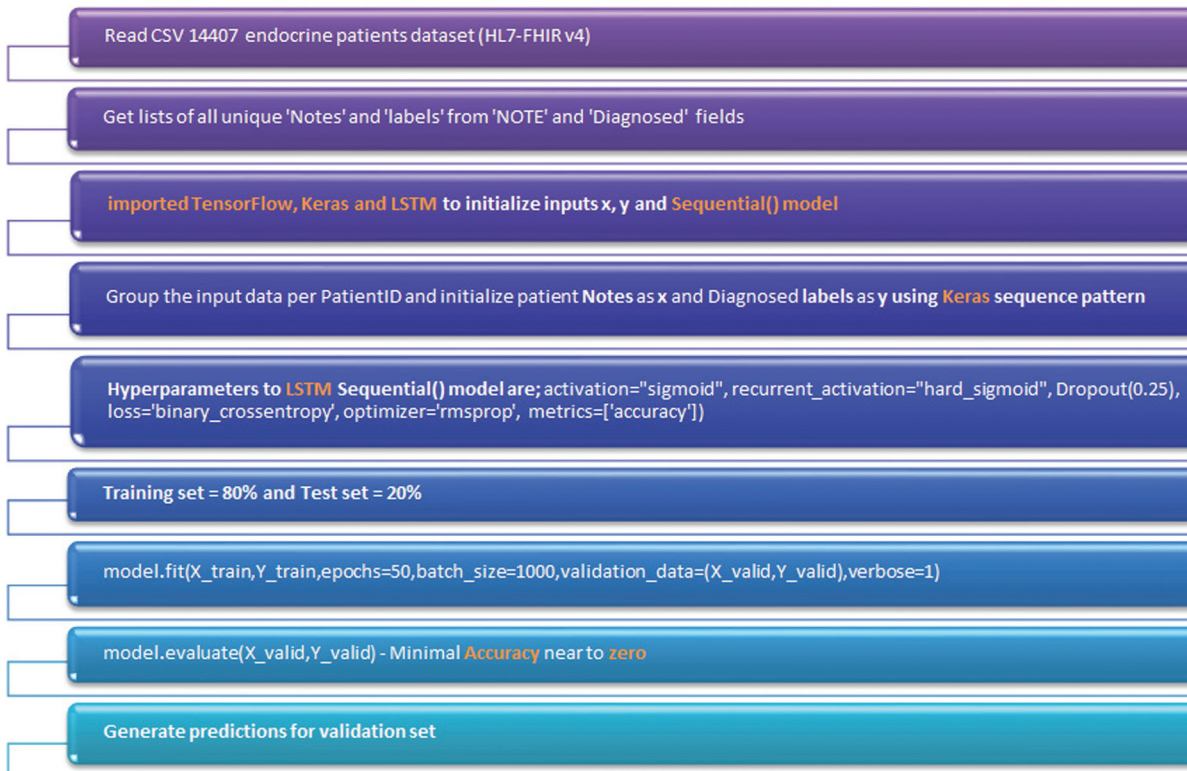 Read CSV 14407 endocrine patients dataset (HL7-FHIR v4)
Get lists of all unique 'Notes' and 'labels' from 'NOTE' and 'Diagnosed' fields
imported TensorFlow, Keras and LSTM to initialize inputs x, y and Sequential() model
Group the input data per PatientID and initialize patient Notes as x and Diagnosed labels as y using Keras sequence pattern
Hyperparameters to LSTM Sequential() model are; activation="sigmoid", recurrent_activation="hard_sigmoid", Dropout(0.25),
loss='binary_crossentropy', optimizer='rmsprop', metrics=['accuracy'])
Training set = 80% and Test set = 20%
model.fit(X_train,Y_train,epochs=50,batch_size=1000,validation_data=(X_valid,Y_valid),verbose=1)
model.evaluate(X_valid,Y_valid) - Minimal Accuracy near to zero
Generate predictions for validation set